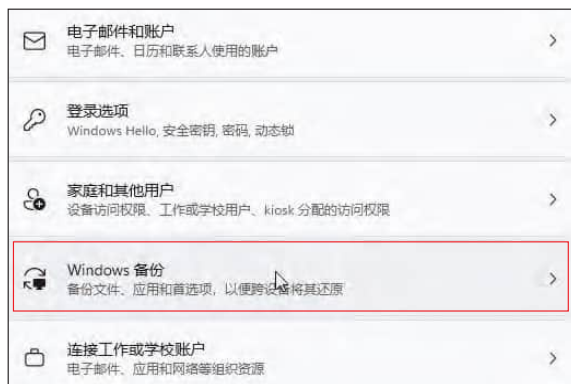 电子邮件和账户
电子邮件、日历和联系人使用的账户
登录选项
Windows Hello, 安全密钥, 密码, 动态锁
家庭和其他用户
设备访问权限、工作或学校用户、kiosk 分配的访问权限
Windows 备份
备份文件、应用和首选项，以便跨设备将其还原
连接工作或学校账户
电子邮件、应用和网络等组织资源